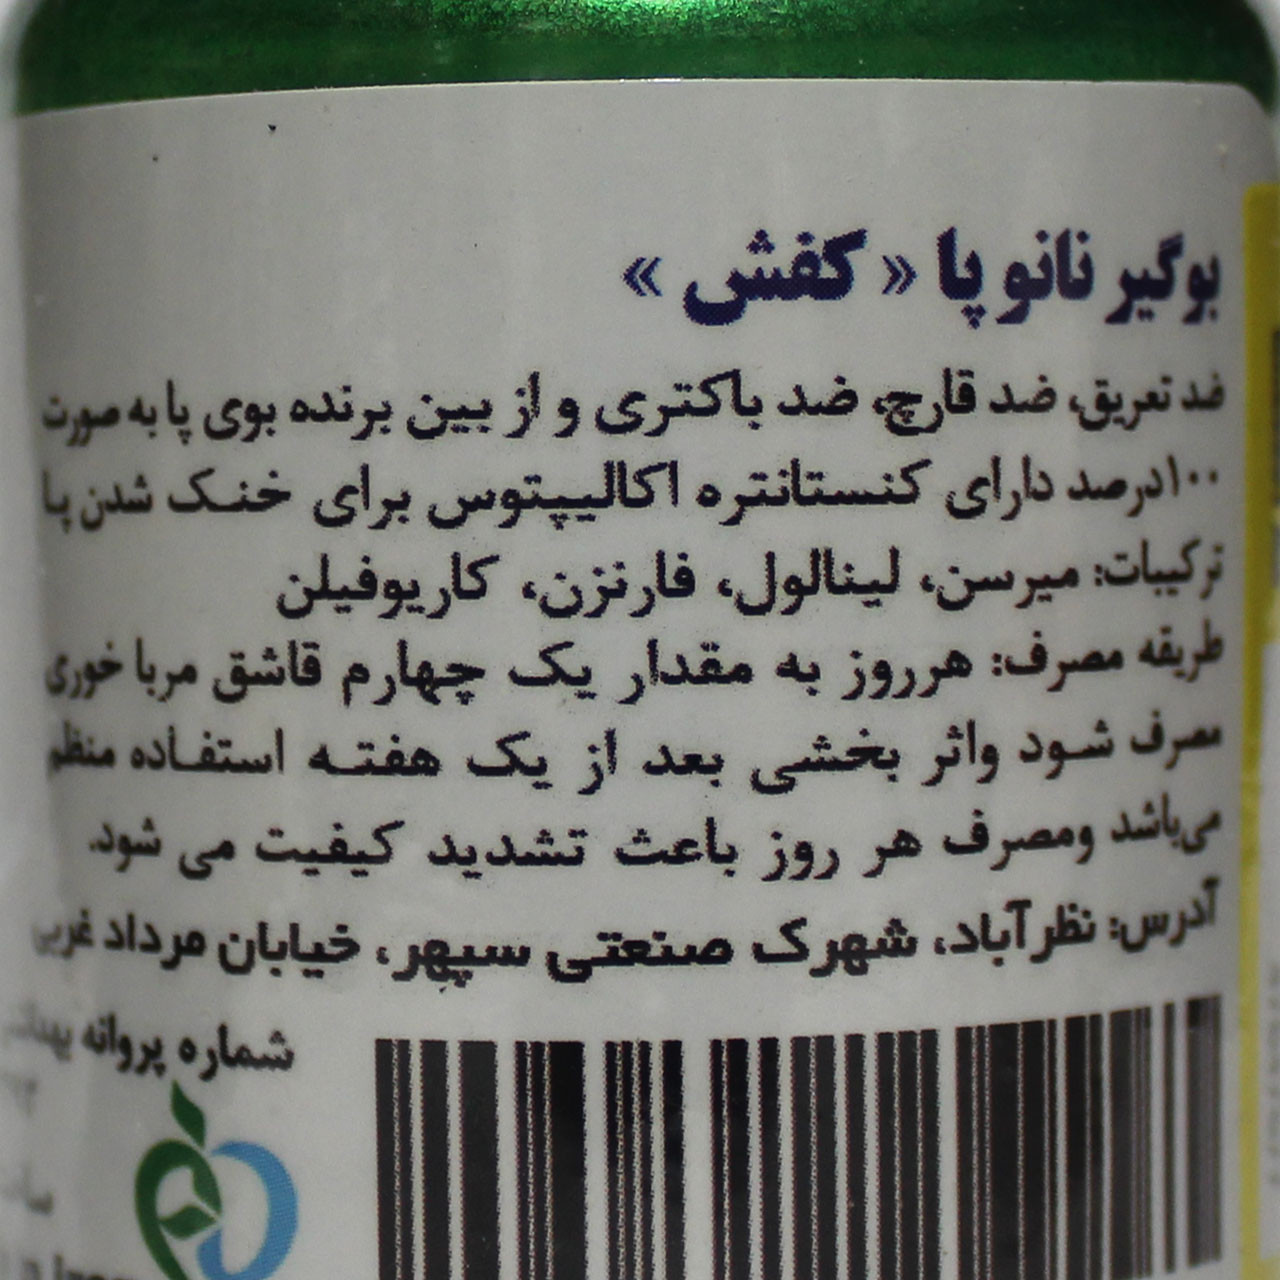 بوگیر نانو پا « کفش »
ضد تعریق، ضد قارچ، ضد باکتری و از بین برنده بوی پا به صورت
۱۰۰درصد دارای کنستانتره اکالیپتوس برای خنک شدن پا
ترکیبات: میرسن، لینالول، فارنزن، کاریوفیلن
طریقه مصرف: هرروز به مقدار یک چهارم قاشق مربا خوری
مصرف شود واثر بخشی بعد از یک هفته استفاده منظم
می‌باشد ومصرف هر روز باعث تشدید کیفیت می شود.
آدرس: نظرآباد، شهرک صنعتی سپهر، خیابان مرداد غربی
شماره پروانه